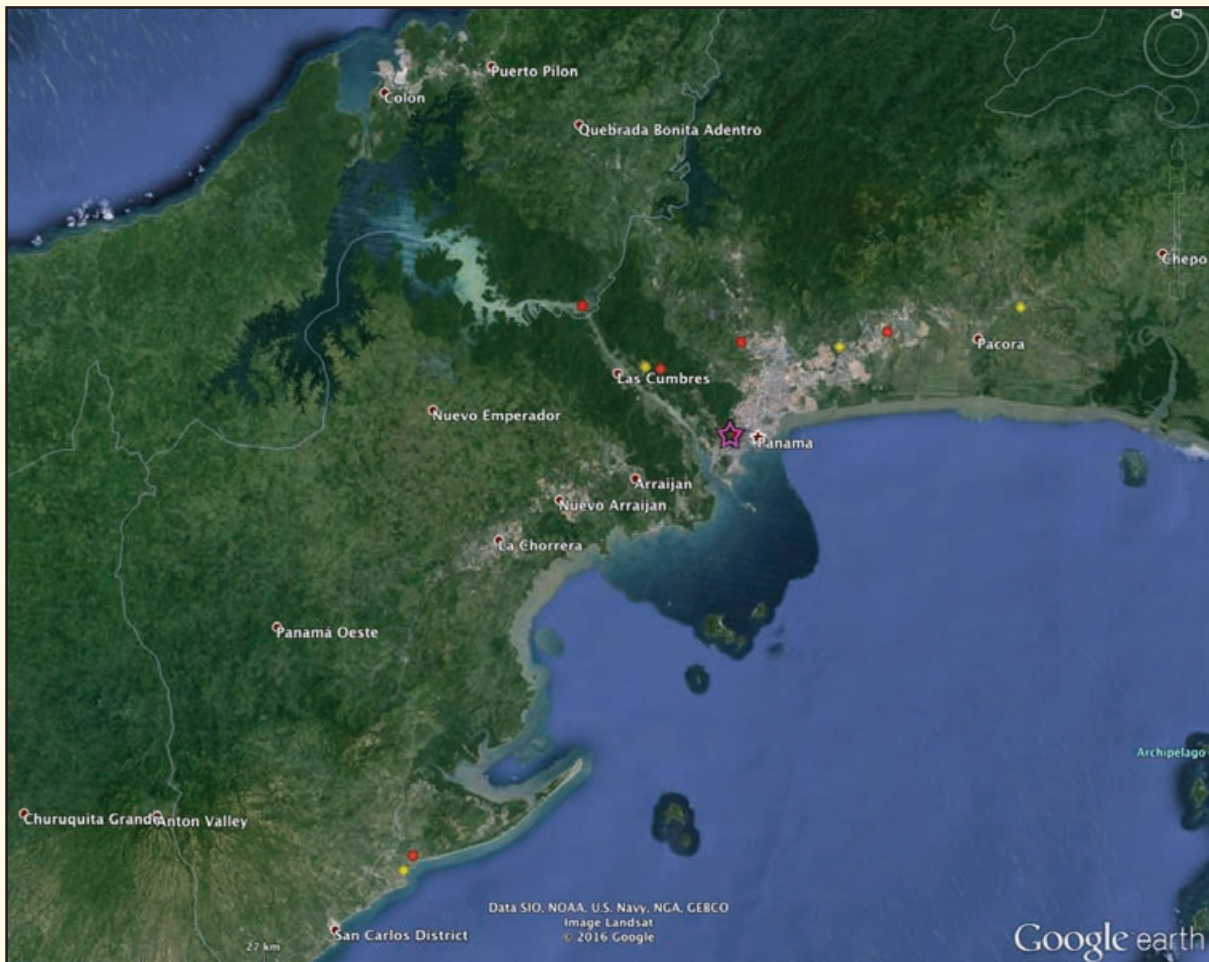 N
Puerto Pilon
Colon
Quebrada Bonita Adentro
Chepo
Pacora
Las Cumbres
Nuevo Emperador
Panama
Arraijan
Nuevo Arraijan
La Chorrera
Panamá Oeste
Archipelago
Churuquita Grande
Anton Valley
Data SIO, NOAA, U.S. Navy, NGA, GEBCO
Image Landsat
© 2016 Google
San Carlos District
27 km
Google earth